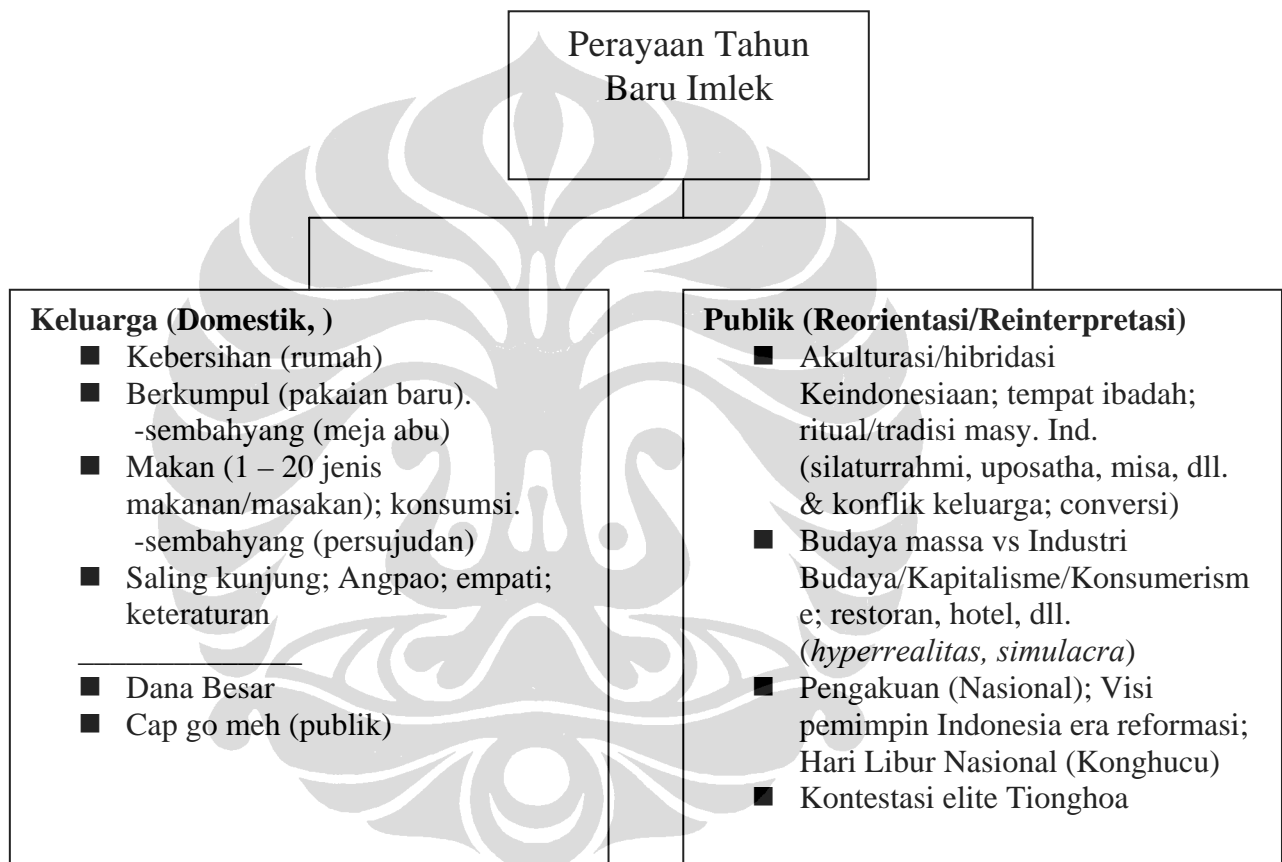 Perayaan Tahun
Baru Imlek
Keluarga (Domestik, )
■ Kebersihan (rumah)
■ Berkumpul (pakaian baru).
-sembahyang (meja abu)
■ Makan (1 – 20 jenis
makanan/masakan); konsumsi.
-sembahyang (persujudan)
■ Saling kunjung; Angpao; empati;
keteraturan
______________
■ Dana Besar
■ Cap go meh (publik)
Publik (Reorientasi/Reinterpretasi)
■ Akulturasi/hibridasi
Keindonesiaan; tempat ibadah;
ritual/tradisi masy. Ind.
(silaturrahmi, uposatha, misa, dll.
& konflik keluarga; conversi)
■ Budaya massa vs Industri
Budaya/Kapitalisme/Konsumerism
e; restoran, hotel, dll.
(hyperrealitas, simulacra)
■ Pengakuan (Nasional); Visi
pemimpin Indonesia era reformasi;
Hari Libur Nasional (Konghucu)
■ Kontestasi elite Tionghoa